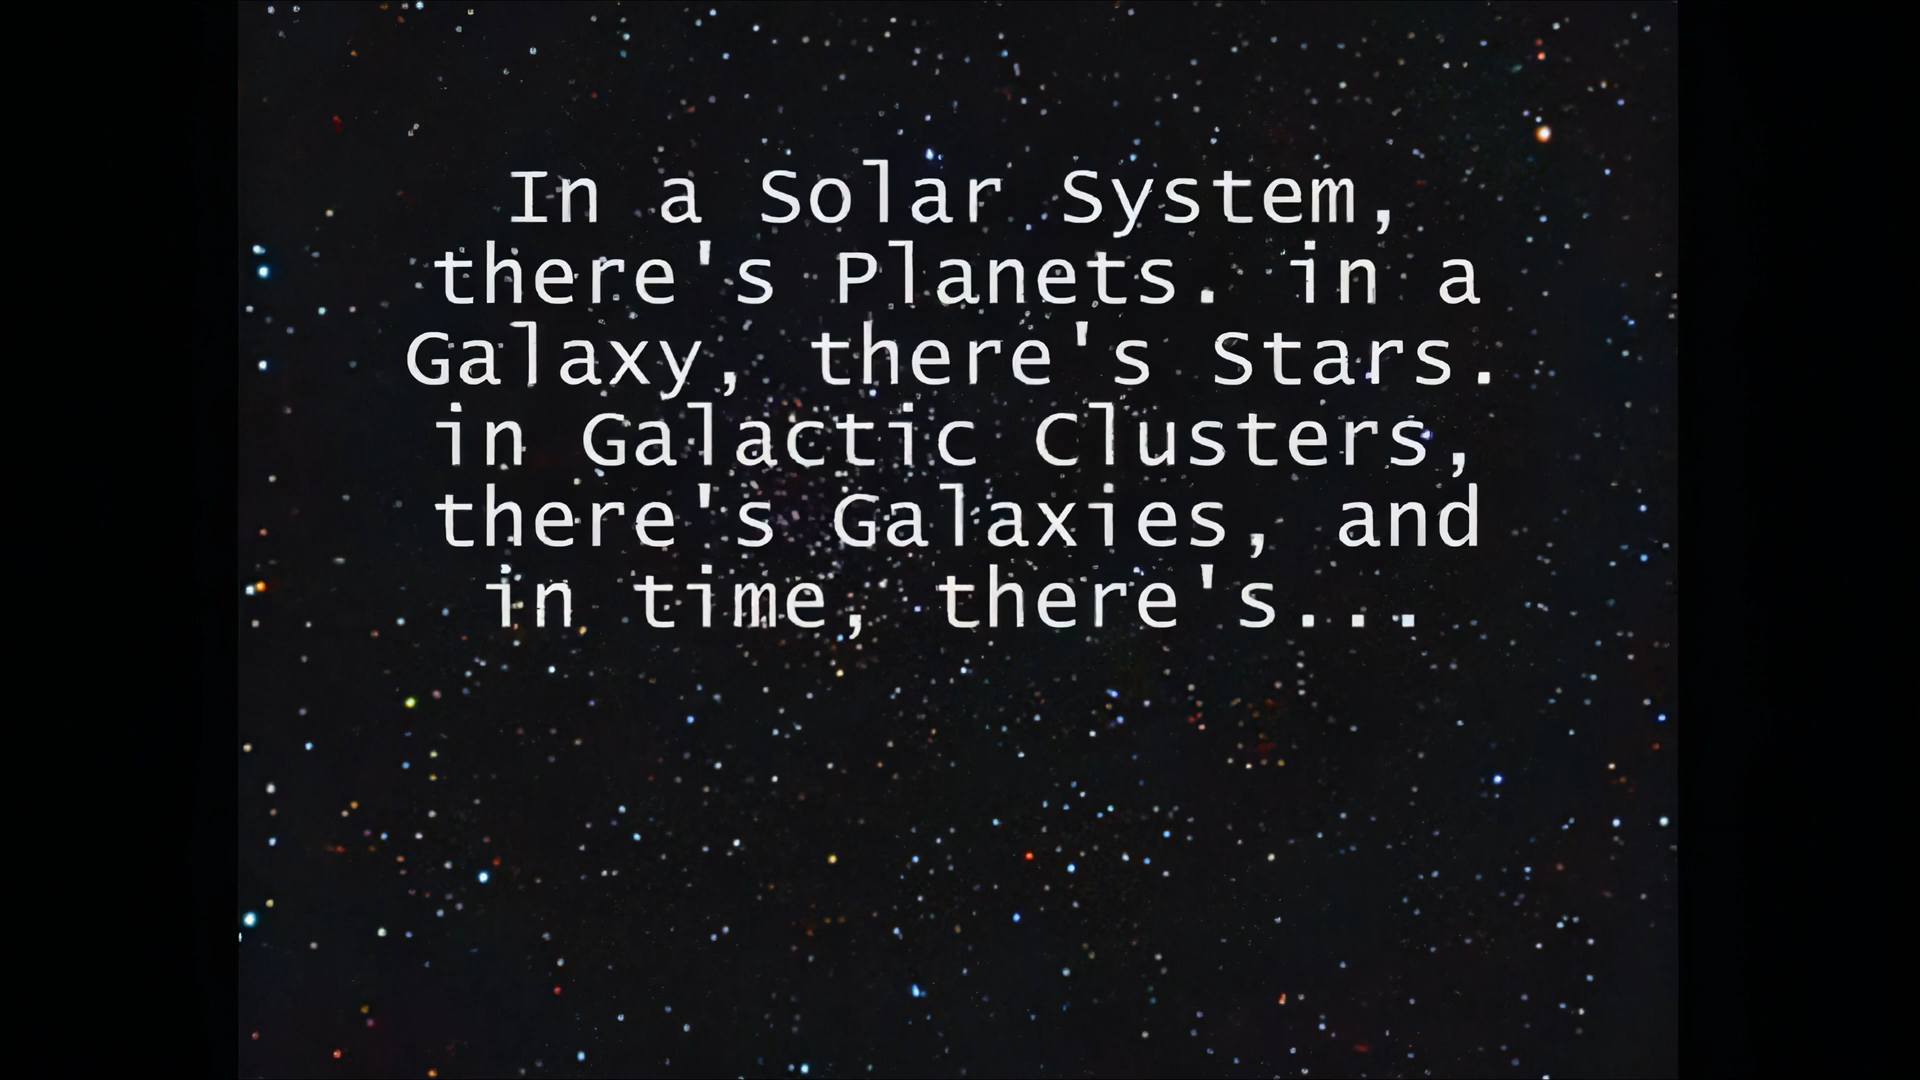 In a Solar System,
there's Planets. in a
Galaxy, there's Stars.
in Galactic Clusters,
there's Galaxies, and
in time, there's...